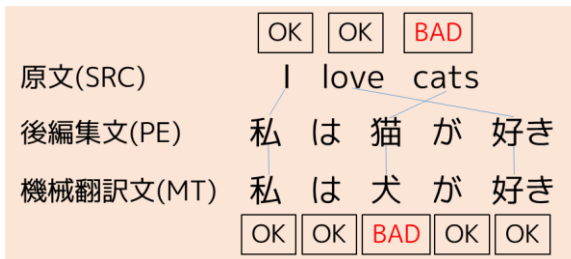 OK OK BAD
原文(SRC) I love cats
後編集文(PE) 私 は 猫 が 好き
機械翻訳文(MT) 私 は 犬 が 好き
OK OK BAD OK OK